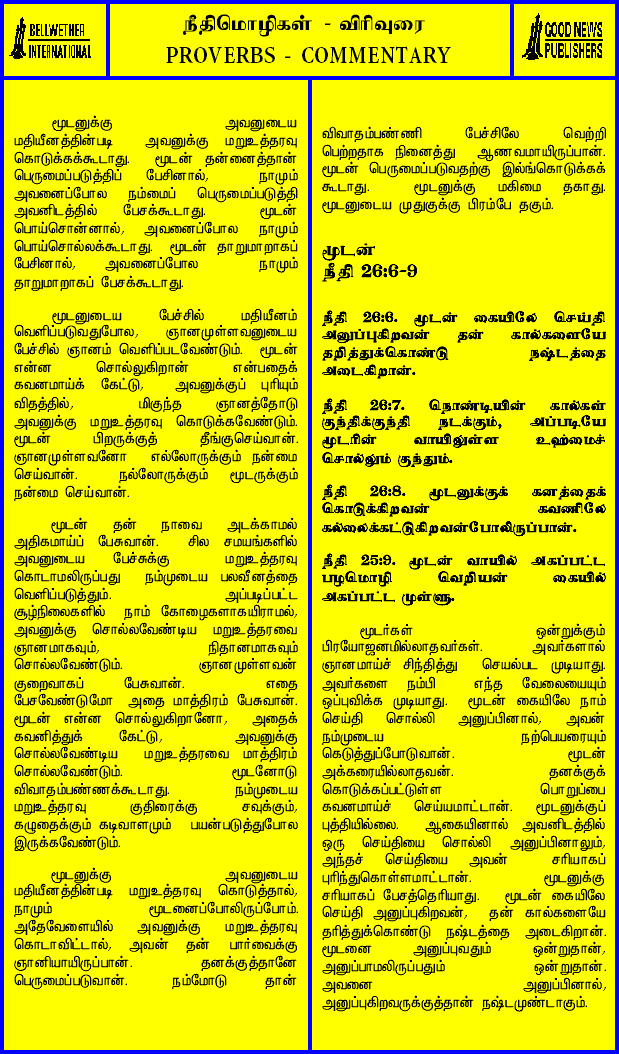 BELLWETHER
INTERNATIONAL
நீதிமொழிகள் - விரிவுரை
PROVERBS - COMMENTARY
GOOD NEWS
PUBLISHERS
மூடனுக்கு அவனுடைய
மதியீனத்தின்படி அவனுக்கு மறுஉத்தரவு
கொடுக்கக்கூடாது. மூடன் தன்னைத்தான்
பெருமைப்படுத்திப் பேசினால், நாமும்
அவனைப்போல நம்மைப் பெருமைப்படுத்தி
அவனிடத்தில் பேசக்கூடாது. மூடன்
பொய்சொன்னால், அவனைப்போல நாமும்
பொய்சொல்லக்கூடாது. மூடன் தாறுமாறாகப்
பேசினால், அவனைப்போல நாமும்
தாறுமாறாகப் பேசக்கூடாது.
மூடனுடைய பேச்சில் மதியீனம்
வெளிப்படுவதுபோல, ஞானமுள்ளவனுடைய
பேச்சில் ஞானம் வெளிப்படவேண்டும். மூடன்
என்ன சொல்லுகிறான் என்பதைக்
கவனமாய்க் கேட்டு, அவனுக்குப் புரியும்
விதத்தில், மிகுந்த ஞானத்தோடு
அவனுக்கு மறுஉத்தரவு கொடுக்கவேண்டும்.
மூடன் பிறருக்குத் தீங்குசெய்வான்.
ஞானமுள்ளவனோ எல்லோருக்கும் நன்மை
செய்வான். நல்லோருக்கும் மூடருக்கும்
நன்மை செய்வான்.
மூடன் தன் நாவை அடக்காமல்
அதிகமாய்ப் பேசுவான். சில சமயங்களில்
அவனுடைய பேச்சுக்கு மறுஉத்தரவு
கொடாமலிருப்பது நம்முடைய பலவீனத்தை
வெளிப்படுத்தும். அப்படிப்பட்ட
சூழ்நிலைகளில் நாம் கோழைகளாகயிராமல்,
அவனுக்கு சொல்லவேண்டிய மறுஉத்தரவை
ஞானமாகவும், நிதானமாகவும்
சொல்லவேண்டும். ஞானமுள்ளவன்
குறைவாகப் பேசுவான். எதை
பேசவேண்டுமோ அதை மாத்திரம் பேசுவான்.
மூடன் என்ன சொல்லுகிறானோ, அதைக்
கவனித்துக் கேட்டு, அவனுக்கு
சொல்லவேண்டிய மறுஉத்தரவை மாத்திரம்
சொல்லவேண்டும். மூடனோடு
விவாதம்பண்ணக்கூடாது. நம்முடைய
மறுஉத்தரவு குதிரைக்கு சவுக்கும்,
கழுதைக்கும் கடிவாளமும் பயன்படுத்துபோல
இருக்கவேண்டும்.
மூடனுக்கு அவனுடைய
மதியீனத்தின்படி மறுஉத்தரவு கொடுத்தால்,
நாமும் மூடனைப்போலிருப்போம்.
அதேவேளையில் அவனுக்கு மறுஉத்தரவு
கொடாவிட்டால், அவன் தன் பார்வைக்கு
ஞானியாயிருப்பான். தனக்குத்தானே
பெருமைப்படுவான். நம்மோடு தான்
விவாதம்பண்ணி பேச்சிலே வெற்றி
பெற்றதாக நினைத்து ஆணவமாயிருப்பான்.
மூடன் பெருமைப்படுவதற்கு இல்ங்கொடுக்கக்
கூடாது. மூடனுக்கு மகிமை தகாது.
மூடனுடைய முதுகுக்கு பிரம்பே தகும்.
மூடன்
நீதி 26:6-9
நீதி 26:6. மூடன் கையிலே செய்தி
அனுப்புகிறவன் தன் கால்களையே
தறித்துக்கொண்டு நஷ்டத்தை
அடைகிறான்.
நீதி 26:7. நொண்டியின் கால்கள்
குந்திக்குந்தி நடக்கும், அப்படியே
மூடரின் வாயிலுள்ள உஹமைச்
சொல்லும் குந்தும்.
நீதி 26:8. மூடனுக்குக் கனத்தைக்
கொடுக்கிறவன் கவணிலே
கல்லைக்கட்டுகிறவன்போலிருப்பான்.
நீதி 25:9. மூடன் வாயில் அகப்பட்ட
பழமொழி வெறியன் கையில்
அகப்பட்ட முள்ளு.
மூடர்கள் ஒன்றுக்கும்
பிரயோஜனமில்லாதவர்கள். அவர்களால்
ஞானமாய்ச் சிந்தித்து செயல்பட முடியாது.
அவர்களை நம்பி எந்த வேலையையும்
ஒப்புவிக்க முடியாது. மூடன் கையிலே நாம்
செய்தி சொல்லி அனுப்பினால், அவன்
நம்முடைய நற்பெயரையும்
கெடுத்துப்போடுவான். மூடன்
அக்கரையில்லாதவன். தனக்குக்
கொடுக்கப்பட்டுள்ள பொறுப்பை
கவனமாய்ச் செய்யமாட்டான். மூடனுக்குப்
புத்தியில்லை. ஆகையினால் அவனிடத்தில்
ஒரு செய்தியை சொல்லி அனுப்பினாலும்,
அந்தச் செய்தியை அவன் சரியாகப்
புரிந்துகொள்ளமாட்டான். மூடனுக்கு
சரியாகப் பேசத்தெரியாது. மூடன் கையிலே
செய்தி அனுப்புகிறவன், தன் கால்களையே
தரித்துக்கொண்டு நஷ்டத்தை அடைகிறான்.
மூடனை அனுப்புவதும் ஒன்றுதான்,
அனுப்பாமலிருப்பதும் ஒன்றுதான்.
அவனை அனுப்பினால்,
அனுப்புகிறவருக்குத்தான் நஷ்டமுண்டாகும்.